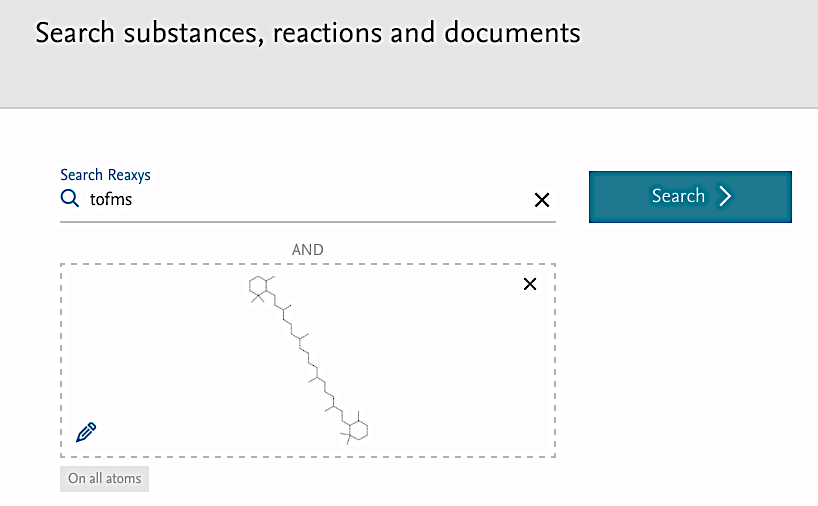 Search substances, reactions and documents
Search Reaxys
tofms
Search
AND
On all atoms